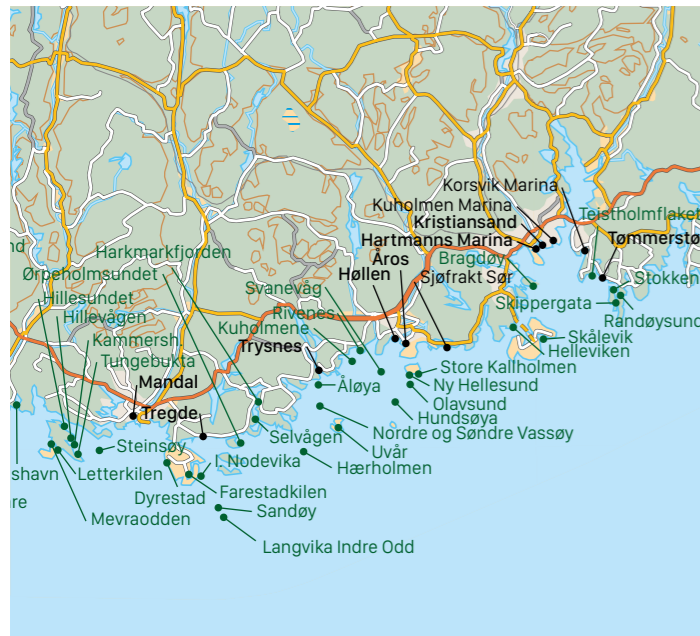 Korsvik Marina
Kuholmen Marina
Teistholmflaket
Kristiansand
Hartmanns Marina
Tømmerstø
nd
Harkmarkfjorden
Åros
Bragdøy
Ørpeholmsundet
Høllen
Sjøfrakt Sør
Stokken
Hillesundet
Svanevåg
Skippergata
Hillevågen
Rivenes
Randøysund
Kammersh.
Kuholmene
Skålevik
Tungebukta
Trysnes
Helleviken
Mandal
Åløya
Store Kallholmen
Ny Hellesund
Tregde
Olavsund
Hundsøya
Nordre og Søndre Vassøy
Steinsøy
Selvågen
Uvår
shavn
Letterkilen
I. Nodevika
Hærholmen
re
Dyrestad
Farestadkilen
Mevraodden
Sandøy
Langvika Indre Odd